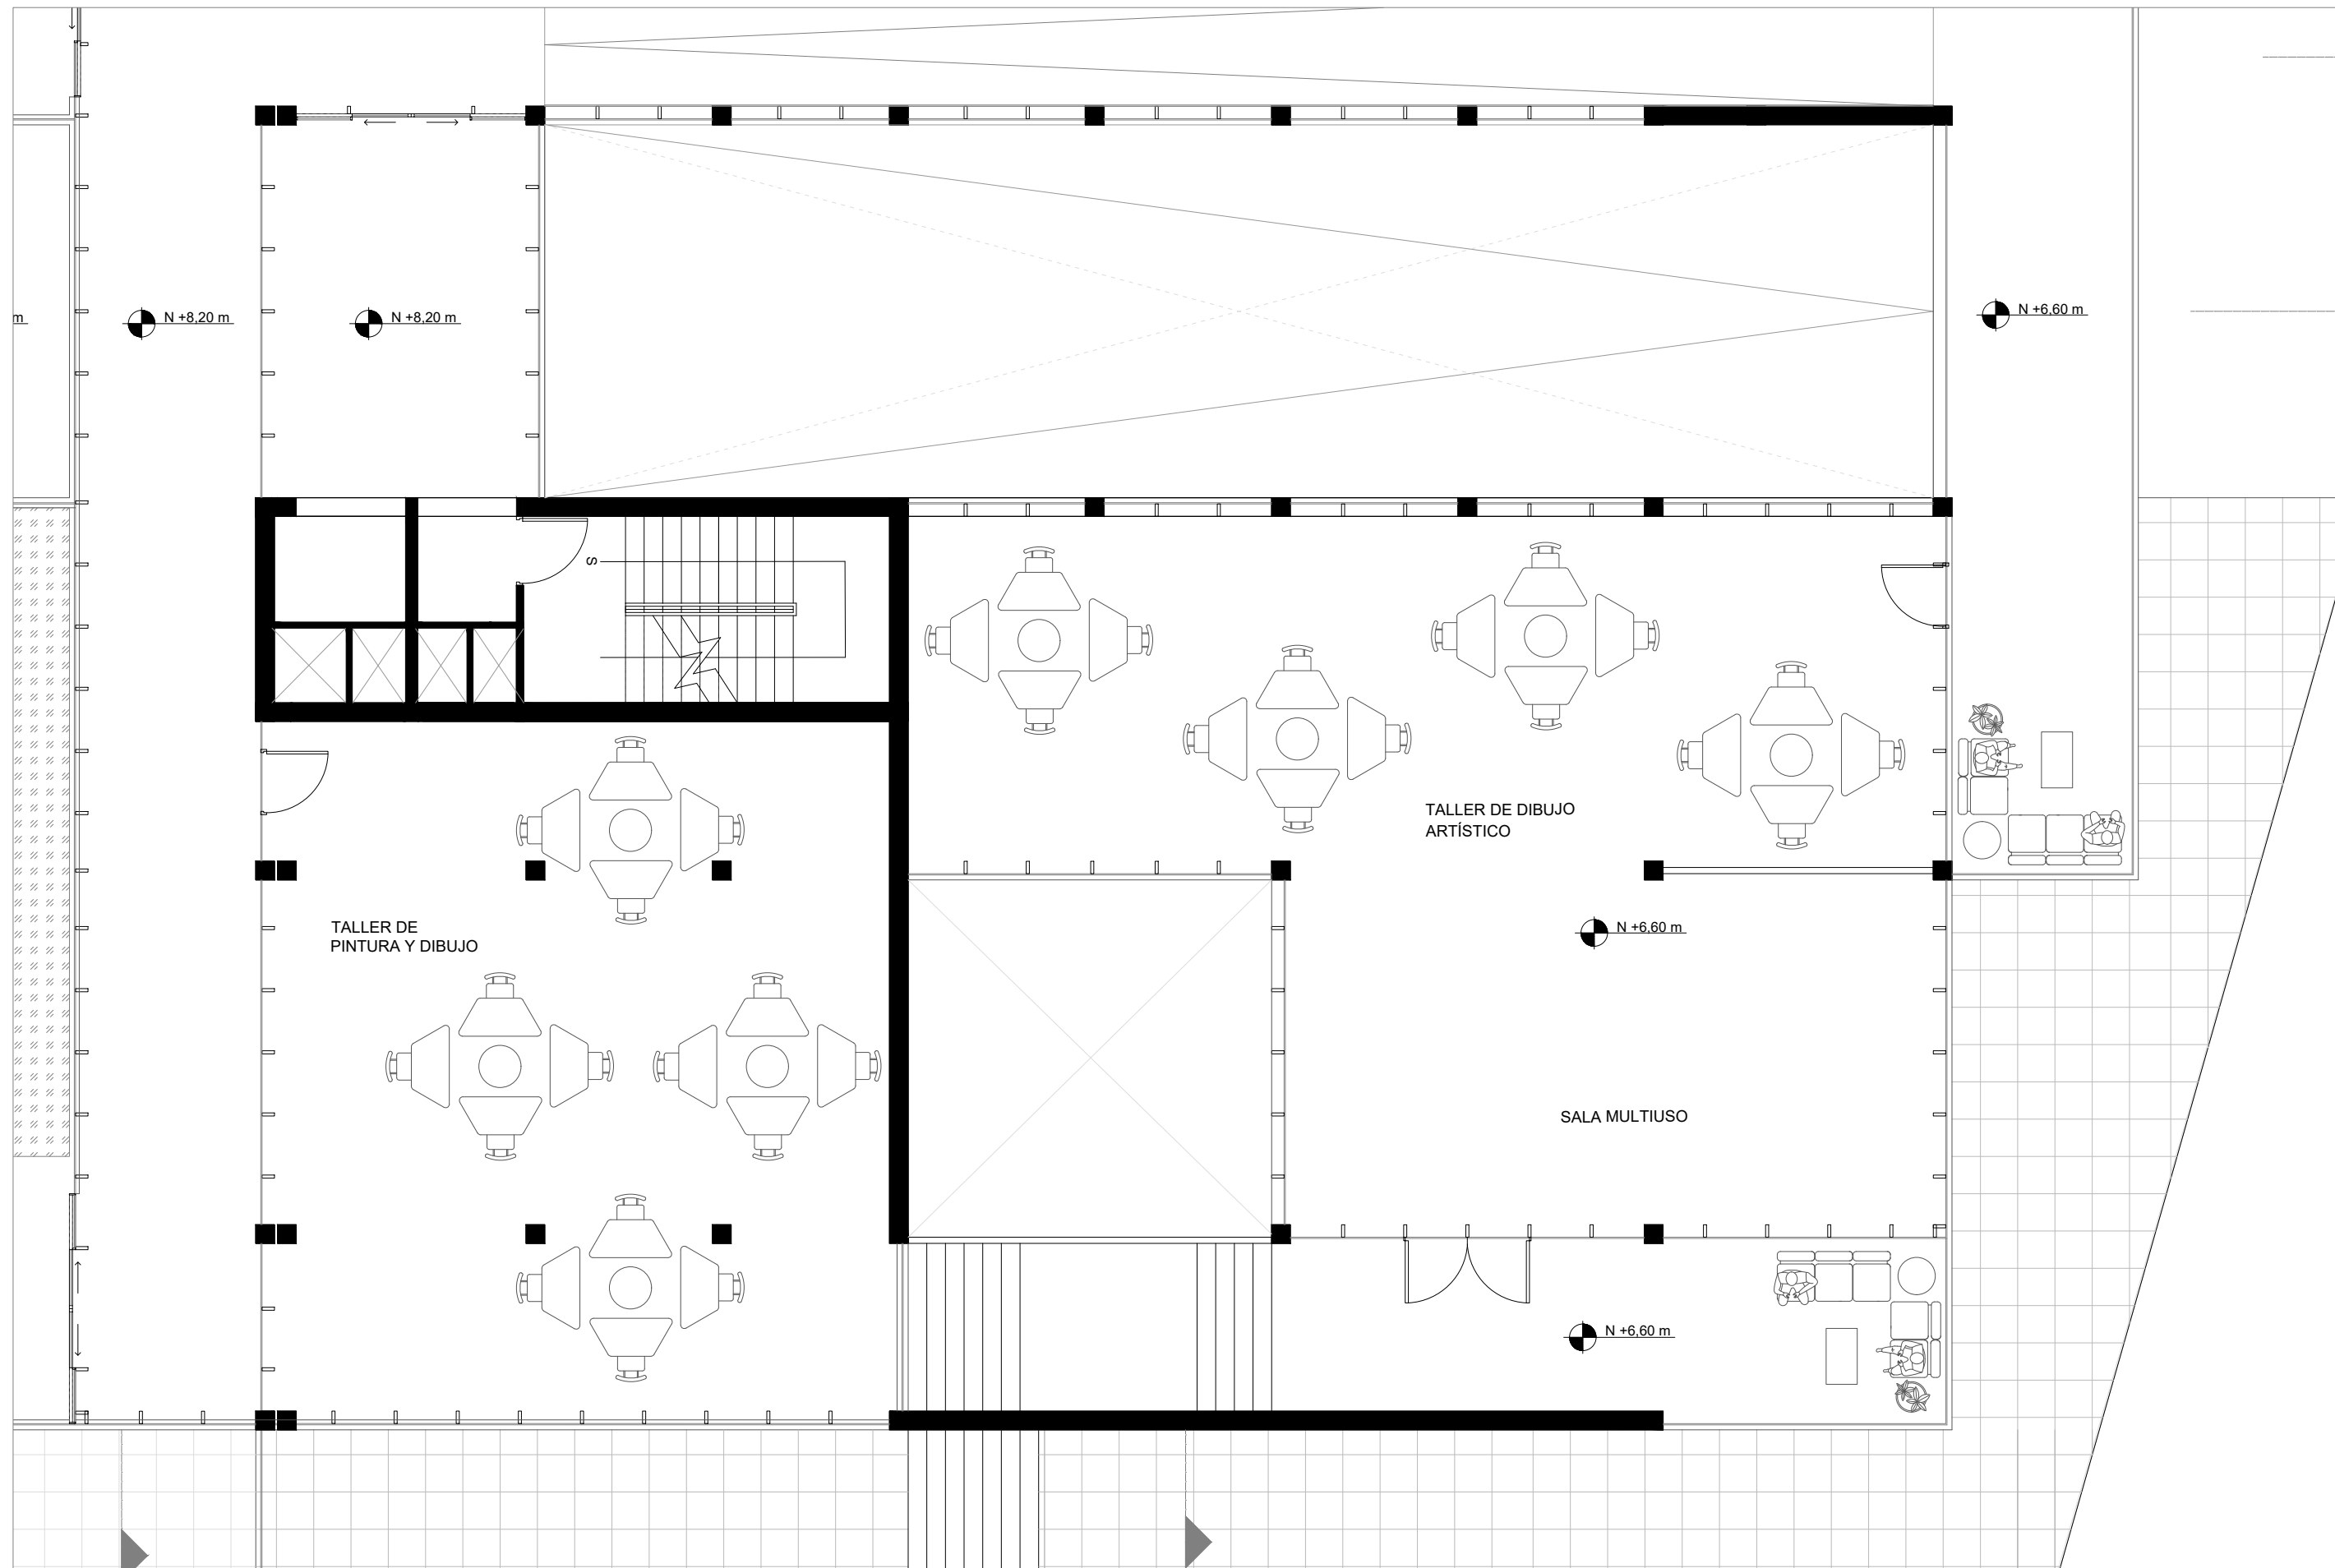 m
N +8,20 m
N +8,20 m
N +6,60 m
S
TALLER DE DIBUJO
ARTÍSTICO
TALLER DE
PINTURA Y DIBUJO
N +6,60 m
SALA MULTIUSO
N +6,60 m